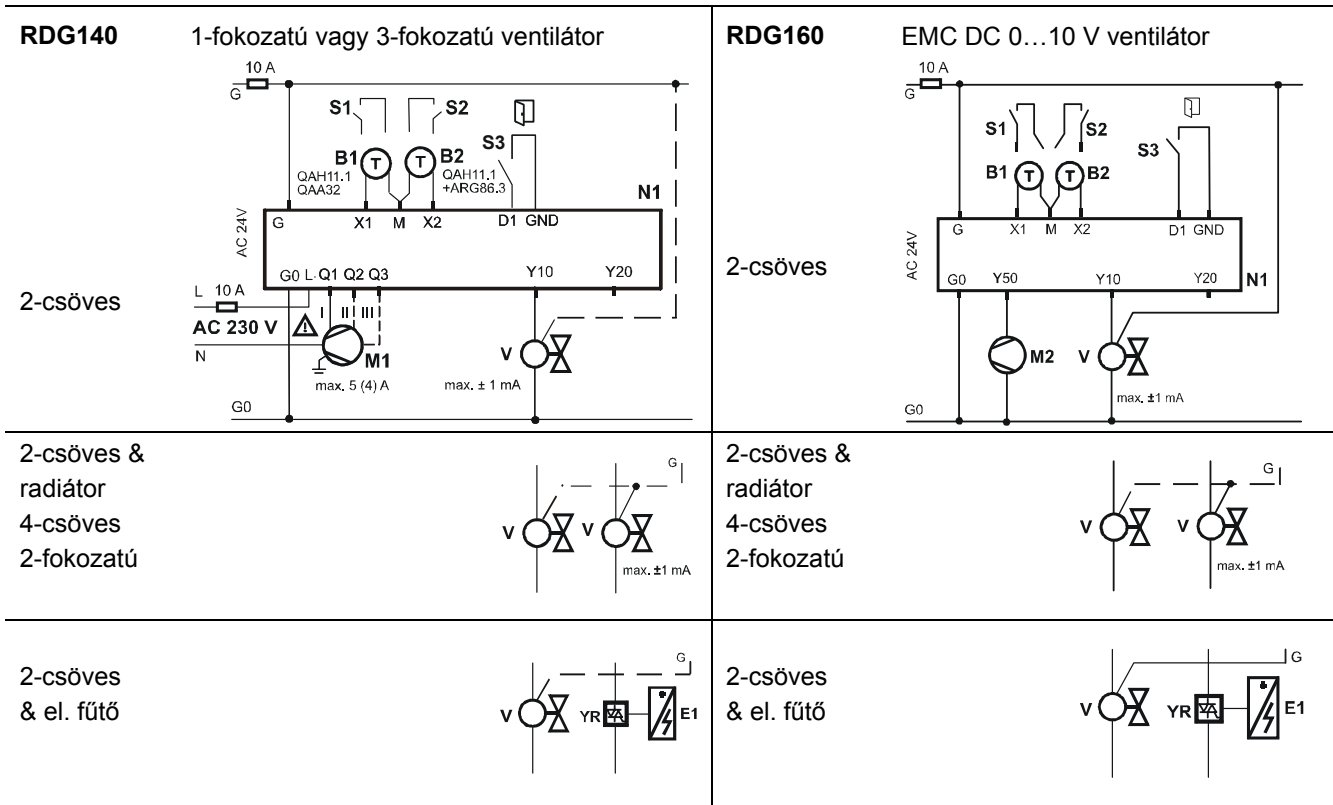 RDG140 1-fokozatú vagy 3-fokozatú ventilátor
10 A
G
S1 S2
S3
B1 T T B2
QAH11.1
QAA32
QAH11.1
+ARG86.3
N1
AC 24V
G X1 M X2 D1 GND
G0 L Q1 Q2 Q3 Y10 Y20
2-csöves
L 10 A
I II III
AC 230 V
N
M1
V
max. 5 (4) A
max. ± 1 mA
G0
RDG160 EMC DC 0…10 V ventilátor
10 A
G
S1 S2
S3
B1 T T B2
AC 24V
G X1 M X2 D1 GND
2-csöves
G0 Y50 Y10 Y20 N1
M2
V
max. ±1 mA
G0
2-csöves &
radiátor
4-csöves
2-fokozatú
G
V V
max. ±1 mA
2-csöves &
radiátor
4-csöves
2-fokozatú
G
V V
max. ±1 mA
2-csöves
& el. fűtő
G
V YR E1
2-csöves
& el. fűtő
G
V YR E1